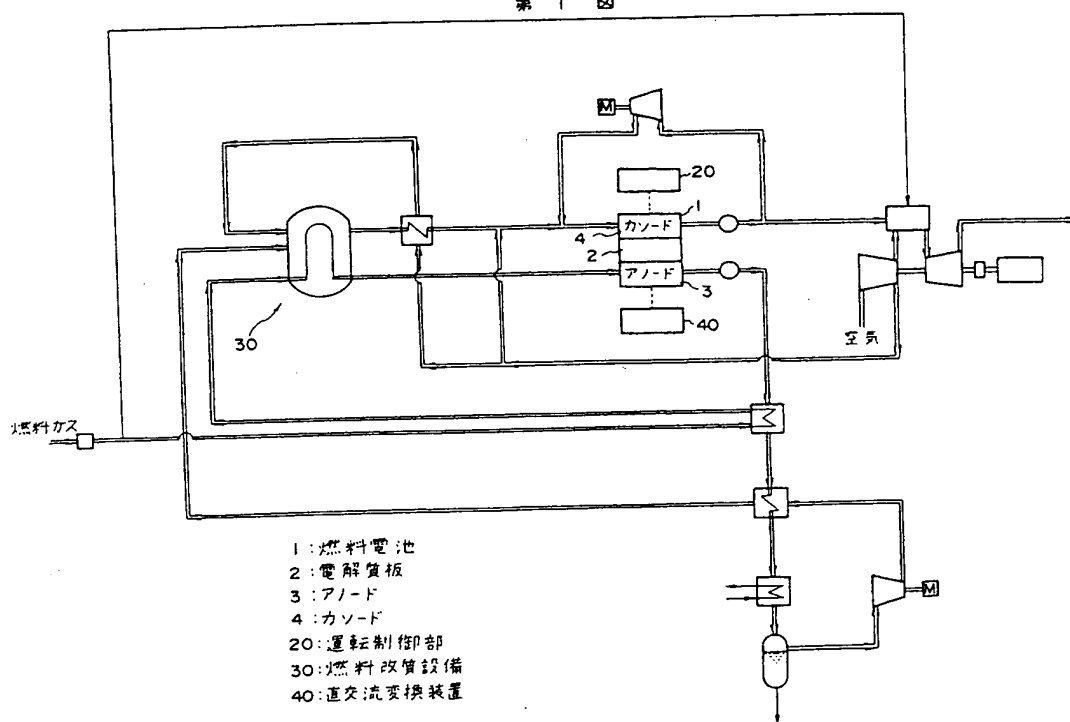 第 1 図
M
20
1
カソード
4
2
アノード
3
40
空気
30
燃料ガス
M
1:燃料電池
2:電解質板
3:アノード
4:カソード
20:運転制御部
30:燃料改質設備
40:直交流変換装置